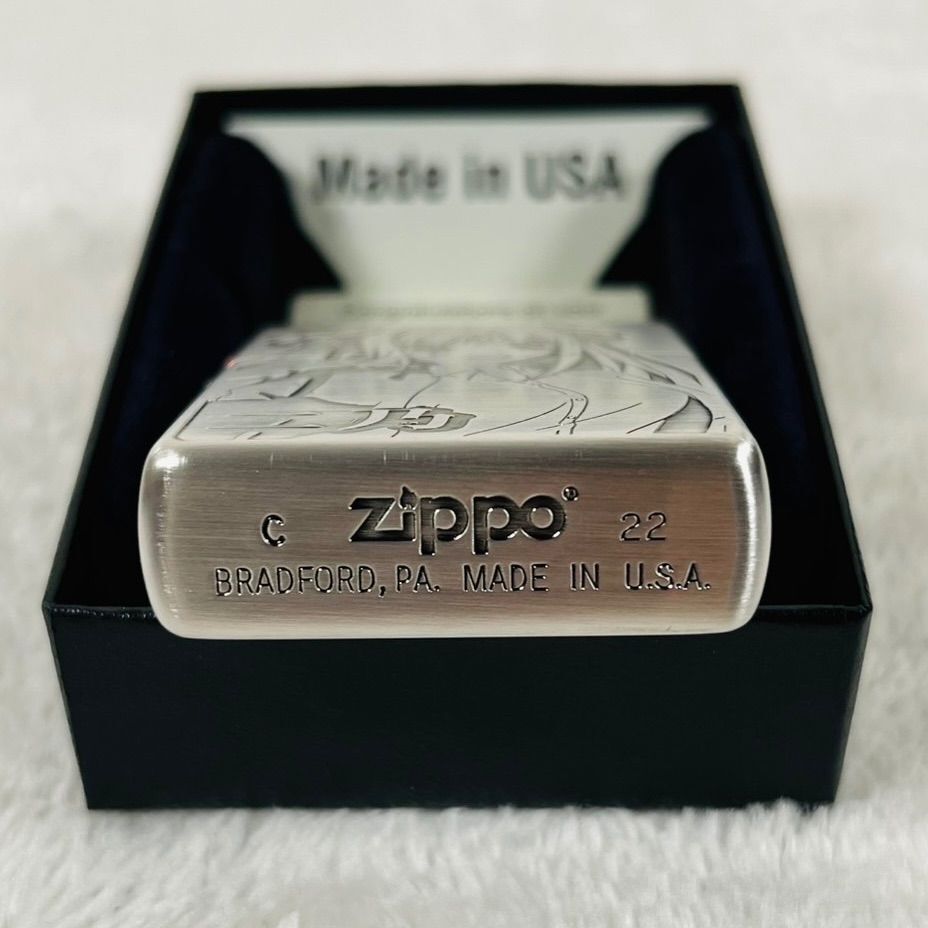 Made in USA
C zippo® 22
BRADFORD, PA. MADE IN U.S.A.